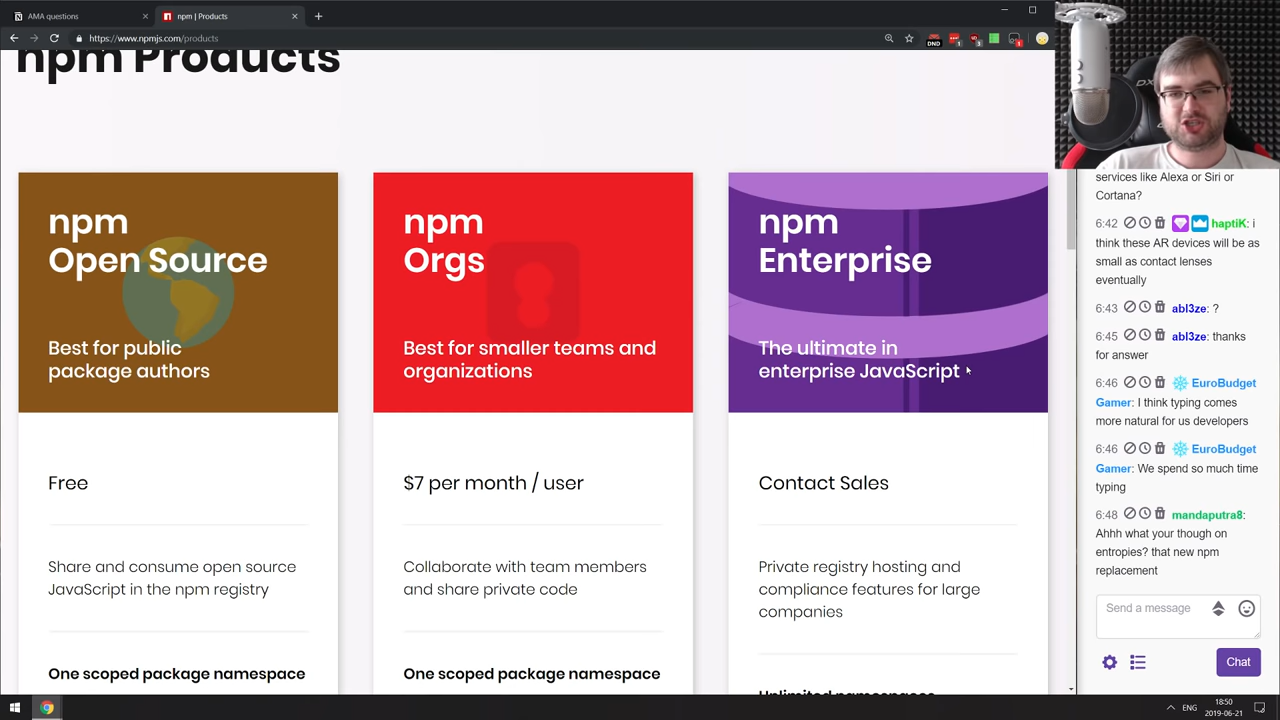 AMA questions
npm | Products
https://www.npmjs.com/products
DND
npm Products
npm
Open Source
Best for public
package authors
Free
Share and consume open source
JavaScript in the npm registry
One scoped package namespace
npm
Orgs
Best for smaller teams and
organizations
$7 per month / user
Collaborate with team members
and share private code
One scoped package namespace
npm
Enterprise
The ultimate in
enterprise JavaScript
Contact Sales
Private registry hosting and
compliance features for large
companies
Unlimited namespaces
services like Alexa or Siri or
Cortana?
6:42 haptiK: i
think these AR devices will be as
small as contact lenses
eventually
6:43 abl3ze: ?
6:45 abl3ze: thanks
for answer
6:46 EuroBudget
Gamer: I think typing comes
more natural for us developers
6:46 EuroBudget
Gamer: We spend so much time
typing
6:48 mandaputra8:
Ahhh what your though on
entropies? that new npm
replacement
Send a message
Chat
ENG
18:50
2019-06-21